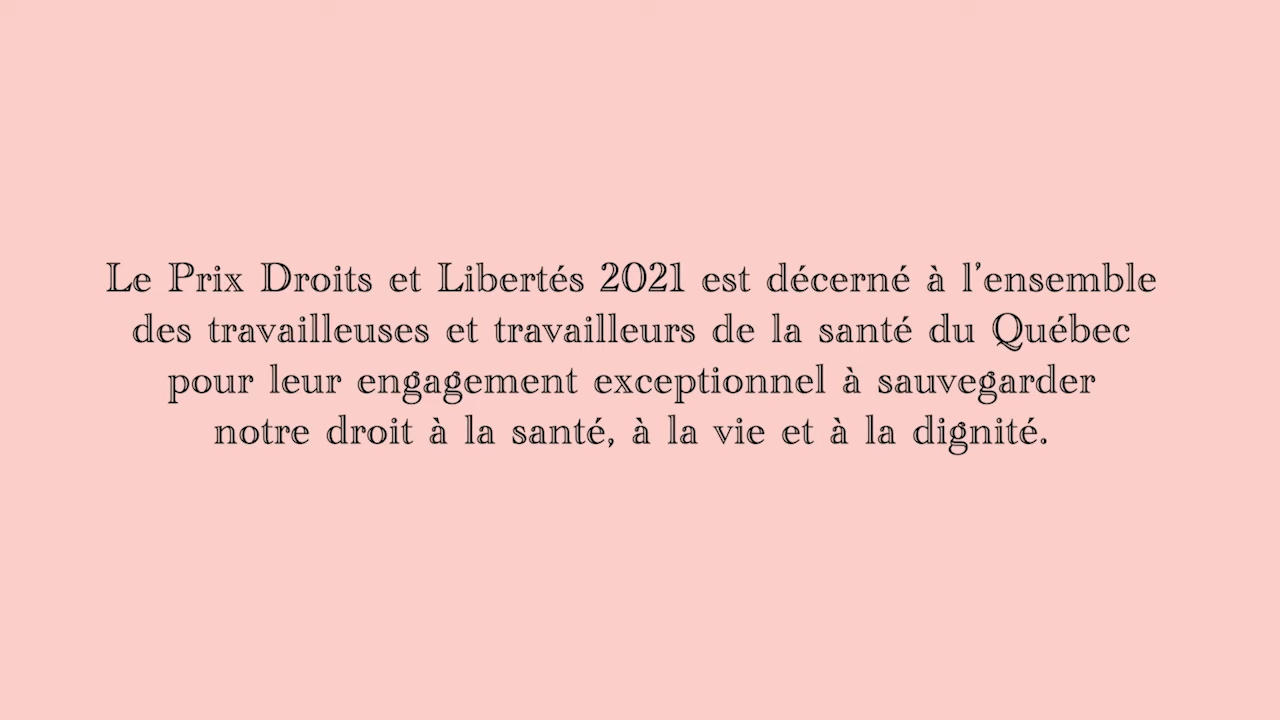 Le Prix Droits et Libertés 2021 est décerné à l'ensemble
des travailleuses et travailleurs de la santé du Québec
pour leur engagement exceptionnel à sauvegarder
notre droit à la santé, à la vie et à la dignité.